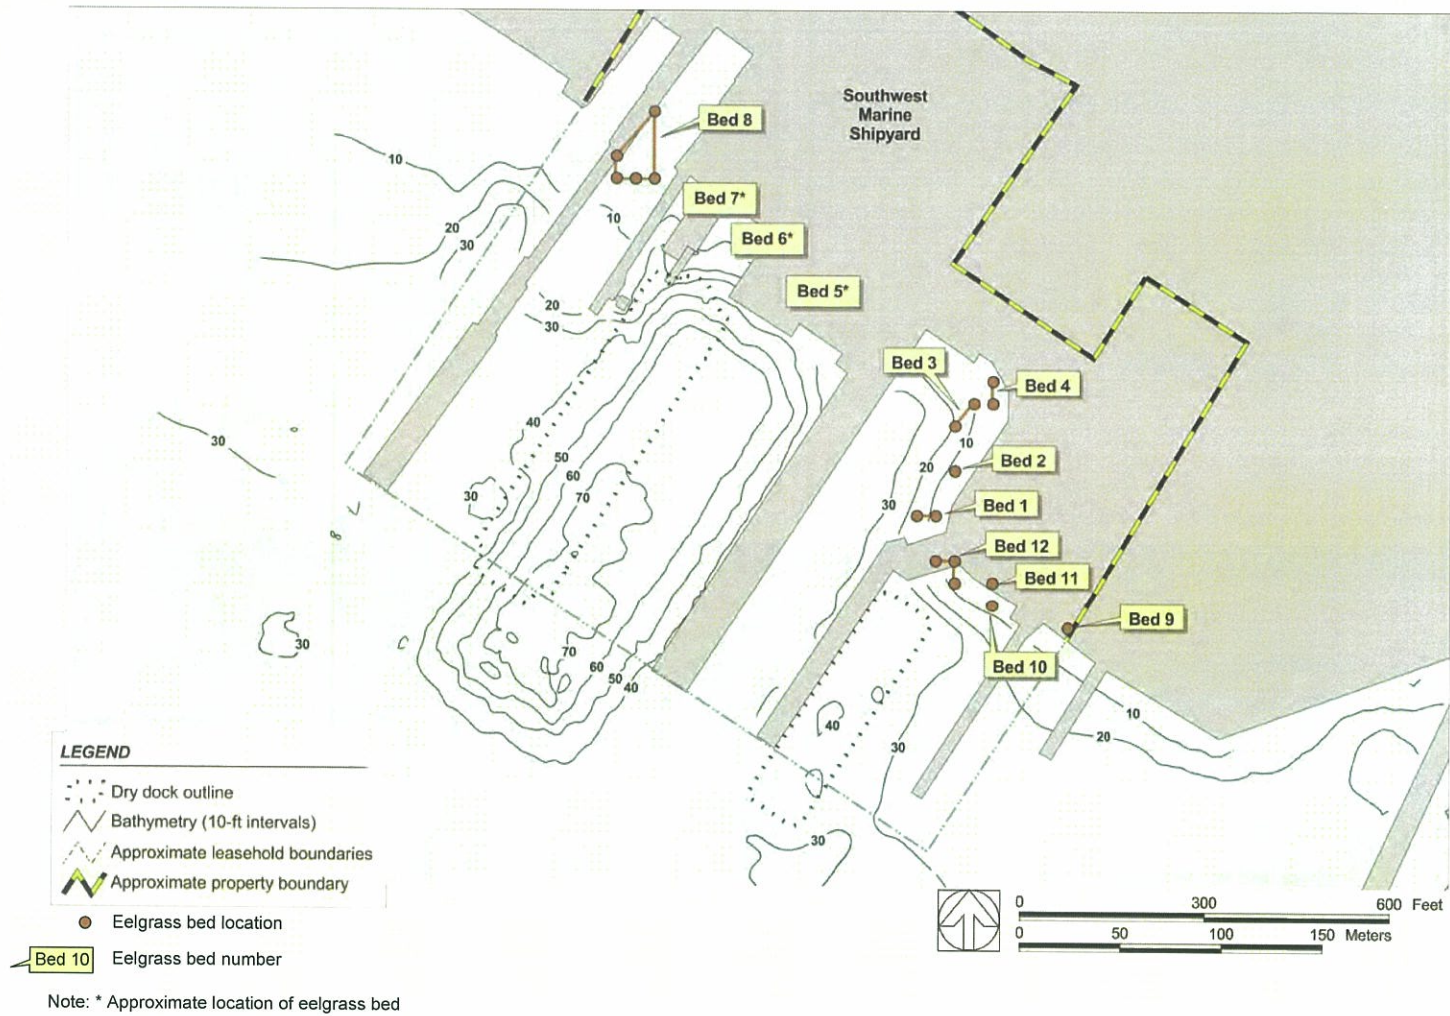 Southwest
Marine
Shipyard
Bed 8
10
Bed 7*
10
20
30
Bed 6*
Bed 5*
20
30
Bed 3
Bed 4
40
30
10
50
20
Bed 2
60
30
70
30
Bed 1
Bed 12
Bed 11
Bed 9
30
70
60
50
40
Bed 10
10
40
20
30
30
LEGEND
Dry dock outline
Bathymetry (10-ft intervals)
Approximate leasehold boundaries
Approximate property boundary
Eelgrass bed location
Bed 10 Eelgrass bed number
0 300 600 Feet
0 50 100 150 Meters
Note: * Approximate location of eelgrass bed